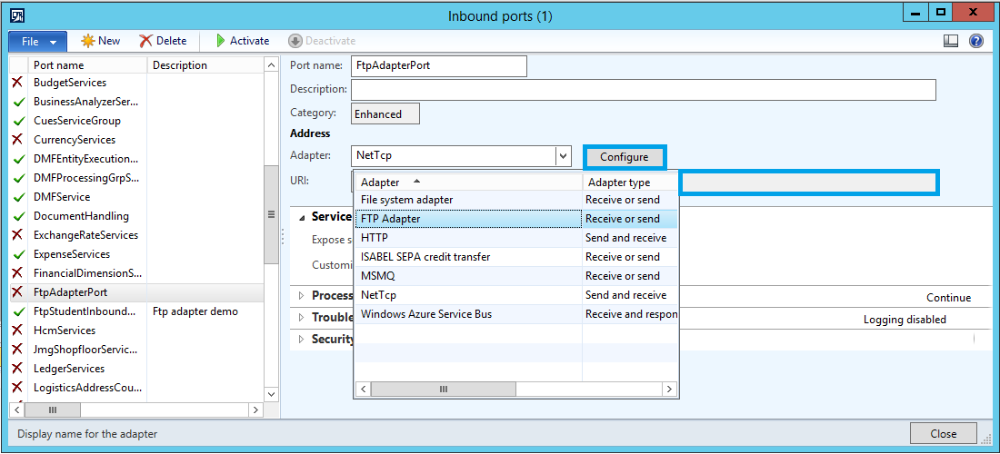 Inbound ports (1)
File New Delete Activate Deactivate
Port name Description
BudgetServices
BusinessAnalyzerSer...
CuesServiceGroup
CurrencyServices
DMFEntityExecution...
DMFProcessingGrpS...
DMFService
DocumentHandling
ExchangeRateServices
ExpenseServices
FinancialDimensionS...
FtpAdapterPort
FtpStudentInbound... Ftp adapter demo
HcmServices
JmgShopfloorServic...
LedgerServices
LogisticsAddressCou...
Port name: FtpAdapterPort
Description:
Category: Enhanced
Address
Adapter: NetTcp Configure
URI:
Adapter Adapter type
File system adapter Receive or send
FTP Adapter Receive or send
HTTP Send and receive
ISABEL SEPA credit transfer Receive or send
MSMQ Receive or send
NetTcp Send and receive
Windows Azure Service Bus Receive and respon
Service
Expose s
Customi
Process Continue
Trouble Logging disabled
Security
Display name for the adapter
Close